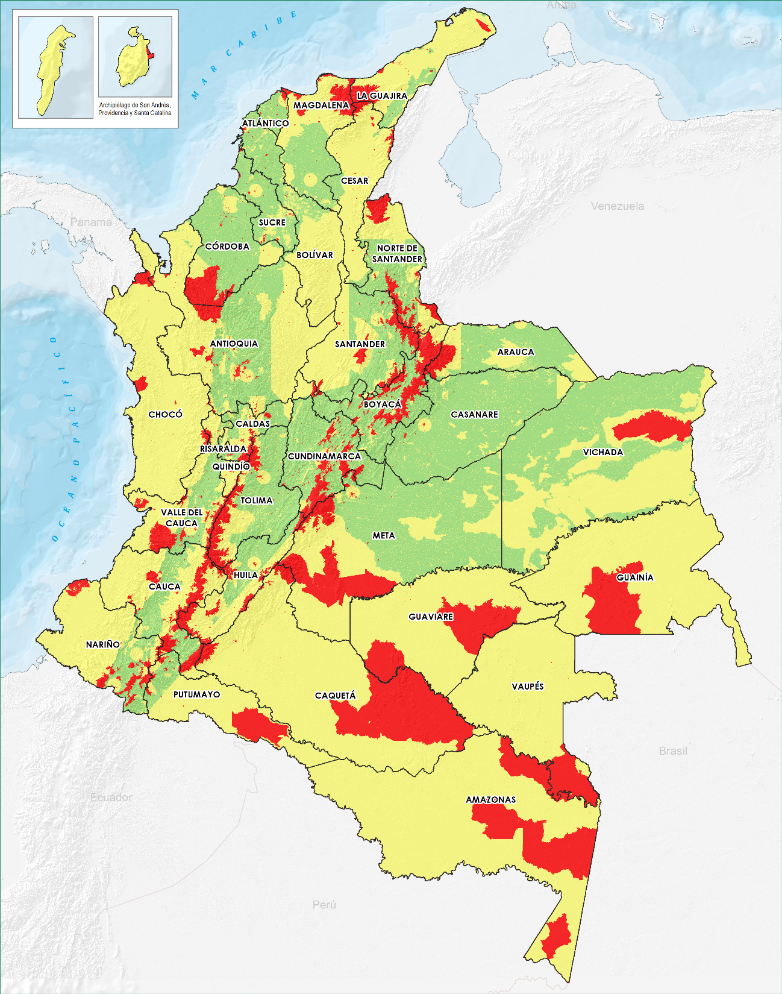 MAR CARIBE
Aruba
Archipiélago de San Andrés,
Providencia y Santa Catalina
LA GUAJIRA
MAGDALENA
ATLÁNTICO
CESAR
Venezuela
Panamá
SUCRE
CÓRDOBA
BOLÍVAR
NORTE DE
SANTANDER
ANTIOQUIA
SANTANDER
ARAUCA
OCÉANO PACÍFICO
CHOCÓ
BOYACÁ
CASANARE
CALDAS
RISARALDA
CUNDINAMARCA
VICHADA
QUINDÍO
TOLIMA
VALLE DEL
CAUCA
META
HUILA
CAUCA
GUAINÍA
GUAVIARE
NARIÑO
PUTUMAYO
CAQUETÁ
VAUPÉS
Brasil
Ecuador
AMAZONAS
Perú